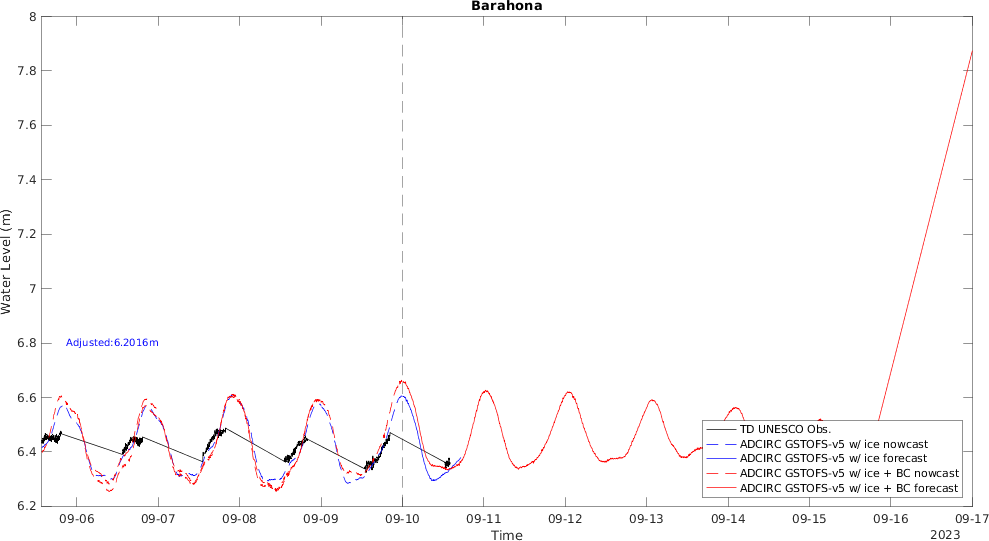 Barahona
Water Level (m)
8
7.8
7.6
7.4
7.2
7
6.8
6.6
6.4
6.2
Adjusted:6.2016m
TD UNESCO Obs.
ADCIRC GSTOFS-v5 w/ ice nowcast
ADCIRC GSTOFS-v5 w/ ice forecast
ADCIRC GSTOFS-v5 w/ ice + BC nowcast
ADCIRC GSTOFS-v5 w/ ice + BC forecast
09-06 09-07 09-08 09-09 09-10 09-11 09-12 09-13 09-14 09-15 09-16 09-17
Time
2023